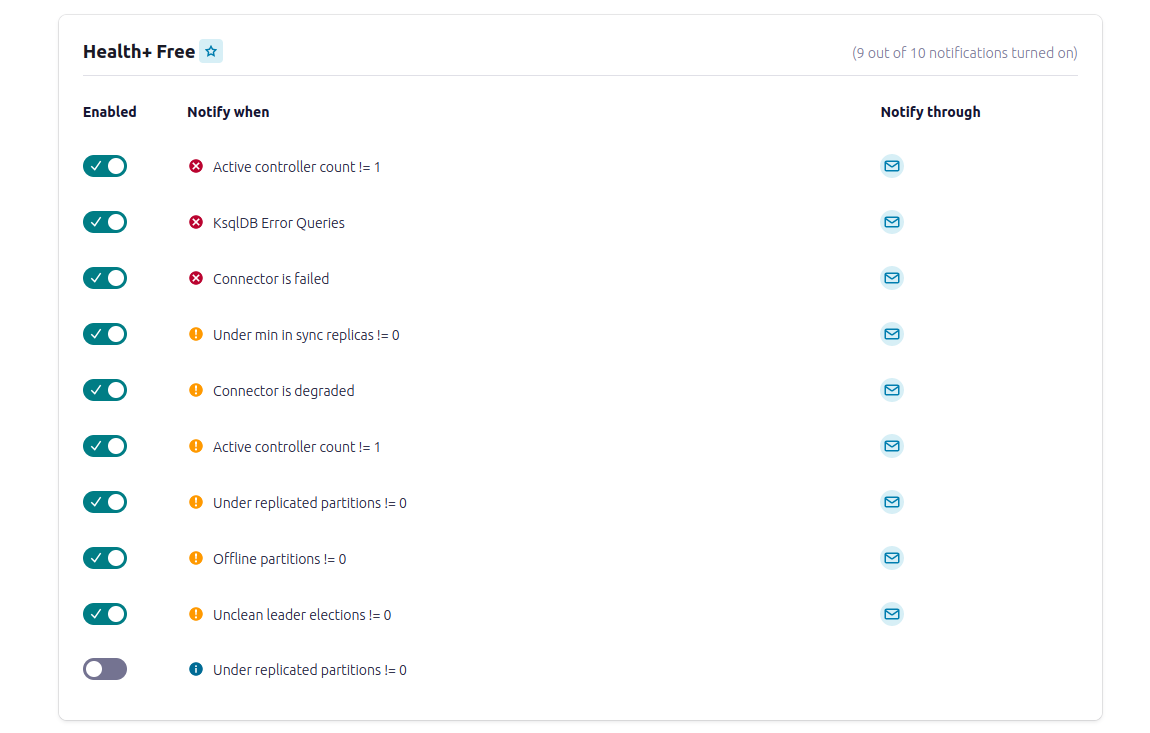 Health+ Free
(9 out of 10 notifications turned on)
Enabled Notify when Notify through
Active controller count != 1
KsqlDB Error Queries
Connector is failed
Under min in sync replicas != 0
Connector is degraded
Active controller count != 1
Under replicated partitions != 0
Offline partitions != 0
Unclean leader elections != 0
Under replicated partitions != 0